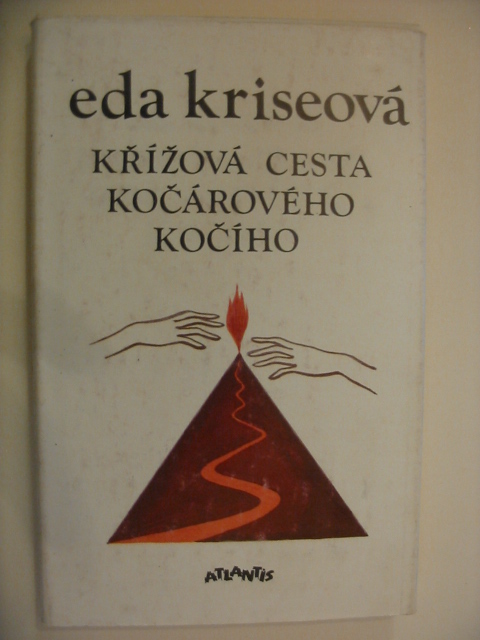 eda kriseová
KŘÍŽOVÁ CESTA
KOČÁROVÉHO
KOČÍHO
ATLANTIS